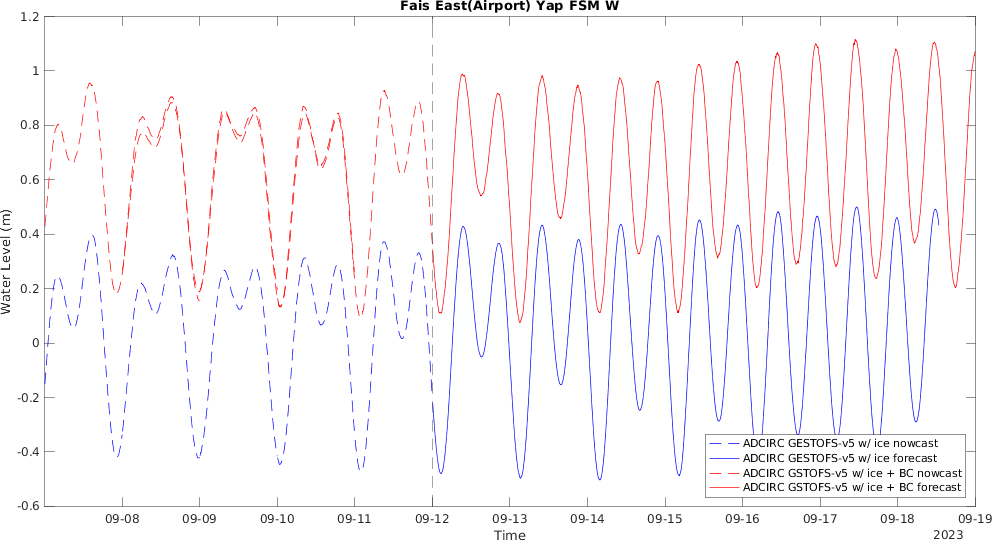 Fais East(Airport) Yap FSM W
1.2
1
0.8
0.6
0.4
0.2
0
-0.2
-0.4
-0.6
Water Level (m)
ADCIRC GESTOFS-v5 w/ ice nowcast
ADCIRC GESTOFS-v5 w/ ice forecast
ADCIRC GSTOFS-v5 w/ ice + BC nowcast
ADCIRC GSTOFS-v5 w/ ice + BC forecast
09-08 09-09 09-10 09-11 09-12 09-13 09-14 09-15 09-16 09-17 09-18 09-19
Time
2023